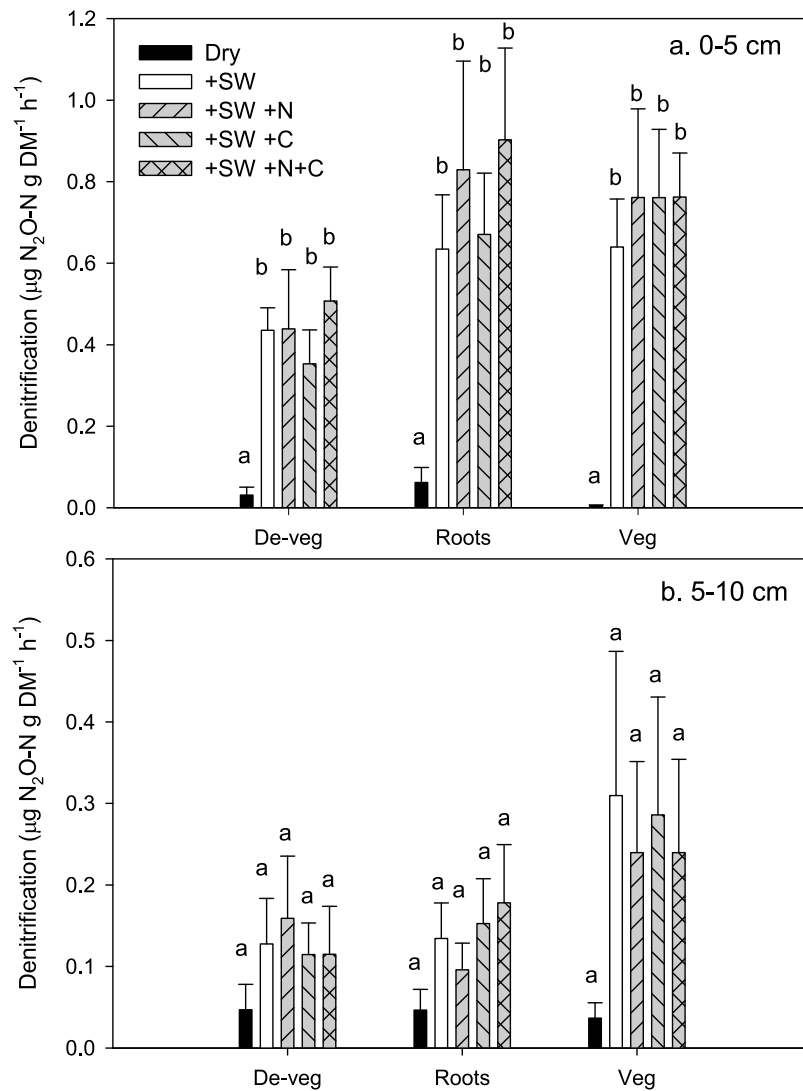 Denitrification (µg N₂O-N g DM⁻¹ h⁻¹)
1.2
1.0
0.8
0.6
0.4
0.2
0.0
a. 0-5 cm
Dry
+SW
+SW +N
+SW +C
+SW +N+C
a b b b b
a b b b b
a b b b b
De-veg Roots Veg
Denitrification (µg N₂O-N g DM⁻¹ h⁻¹)
0.6
0.5
0.4
0.3
0.2
0.1
0.0
b. 5-10 cm
a a a a a
a a a a a
a a a a a
De-veg Roots Veg